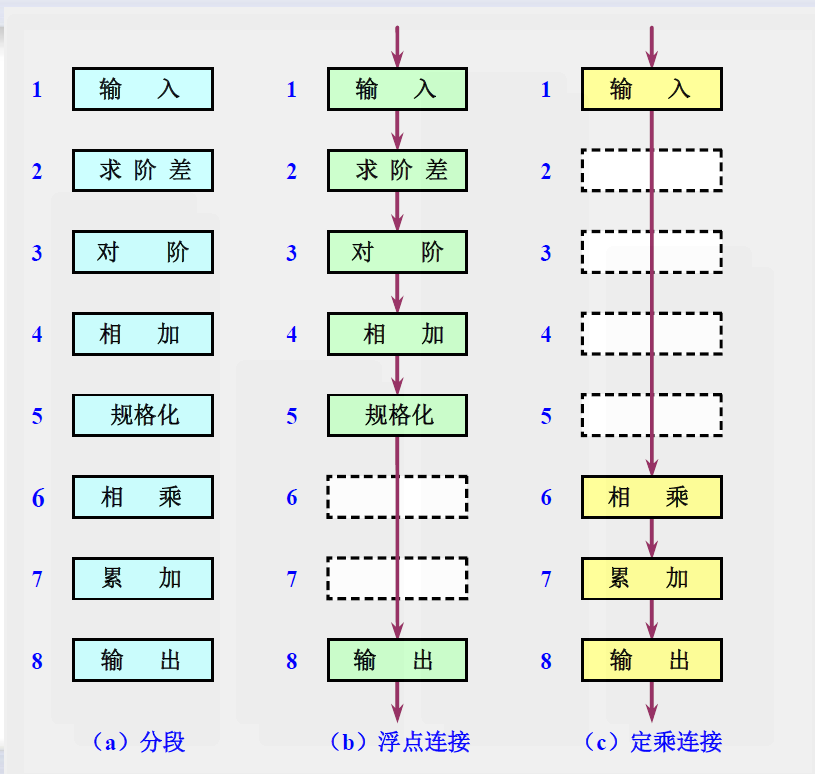 1 输入 1 输入 1 输入
2 求阶差 2 求阶差 2
3 对阶 3 对阶 3
4 相加 4 相加 4
5 规格化 5 规格化 5
6 相乘 6 6 相乘
7 累加 7 7 累加
8 输出 8 输出 8 输出
（a）分段 （b）浮点连接 （c）定乘连接